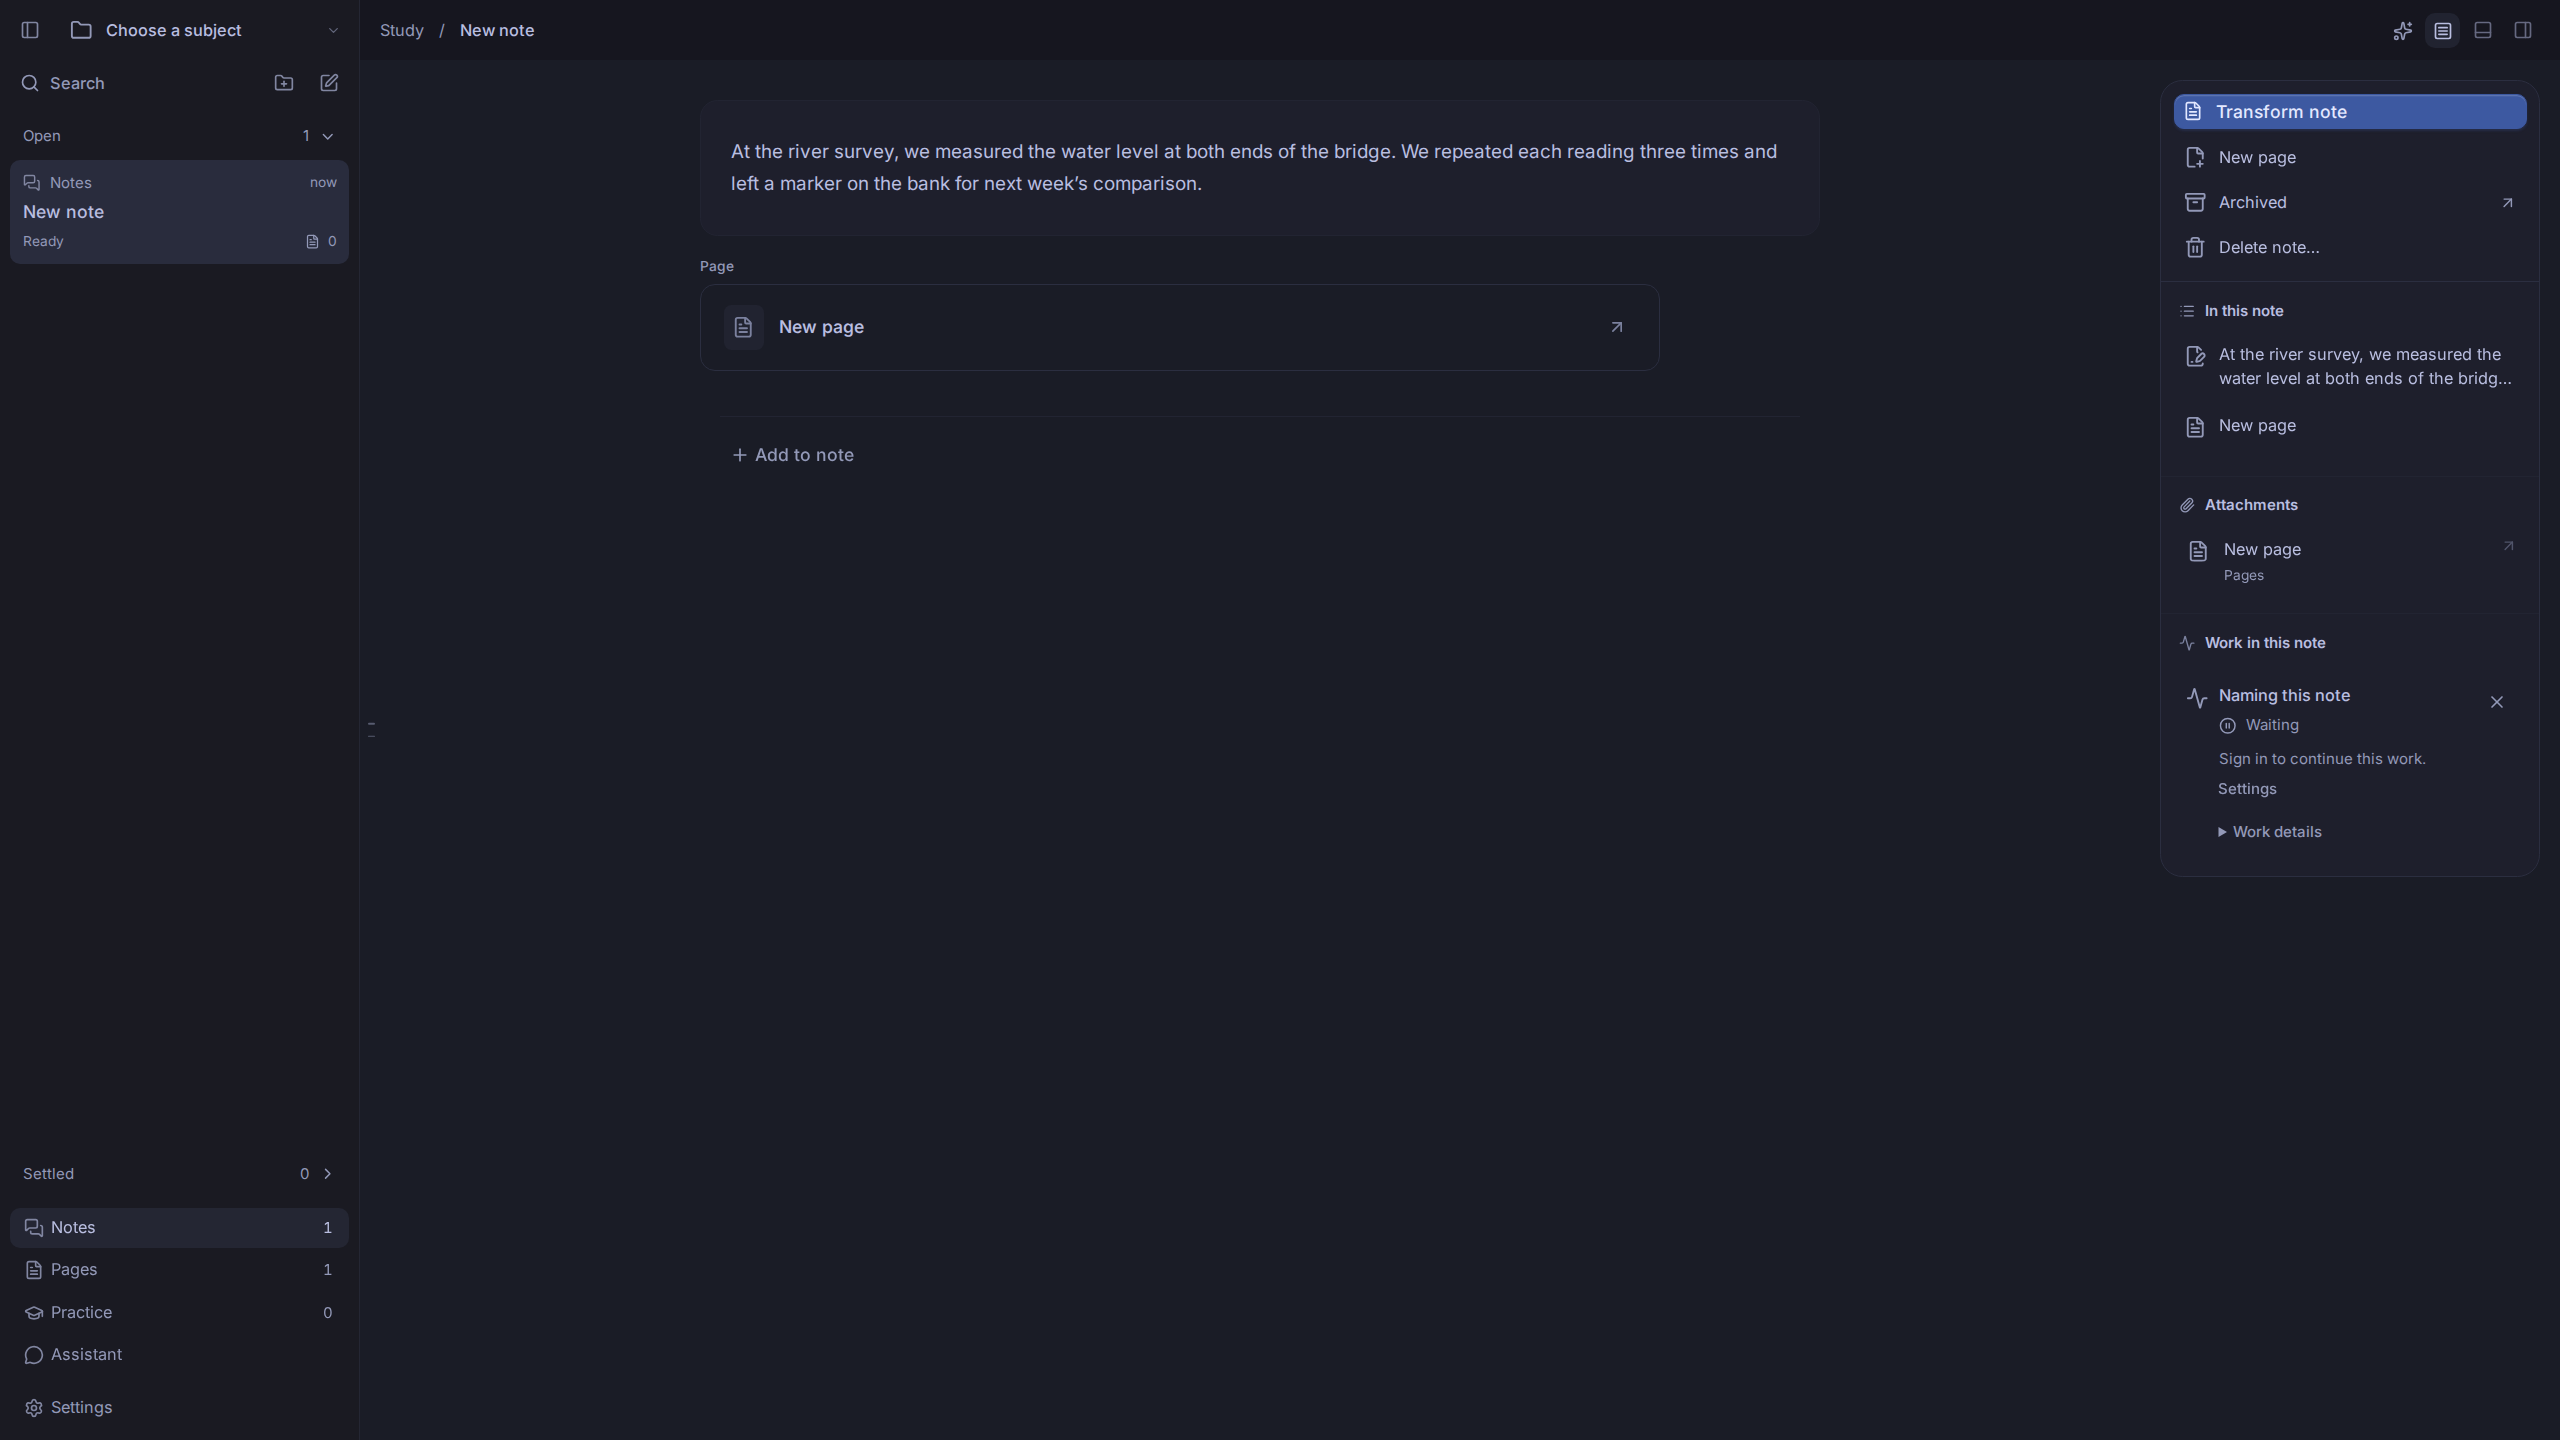 Choose a subject
Search
Open 1
Notes now
New note
Ready 0
Settled 0
Notes 1
Pages 1
Practice 0
Assistant
Settings
Study / New note
At the river survey, we measured the water level at both ends of the bridge. We repeated each reading three times and
left a marker on the bank for next week’s comparison.
Page
New page
Add to note
Transform note
New page
Archived
Delete note...
In this note
At the river survey, we measured the
water level at both ends of the bridg...
New page
Attachments
New page
Pages
Work in this note
Naming this note
Waiting
Sign in to continue this work.
Settings
Work details